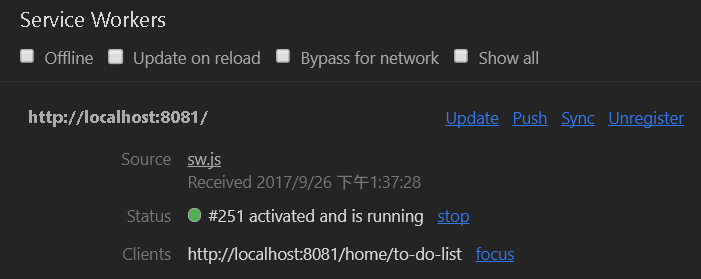 Service Workers
Offline Update on reload Bypass for network Show all
http://localhost:8081/ Update Push Sync Unregister
Source sw.js
Received 2017/9/26 下午1:37:28
Status #251 activated and is running stop
Clients http://localhost:8081/home/to-do-list focus